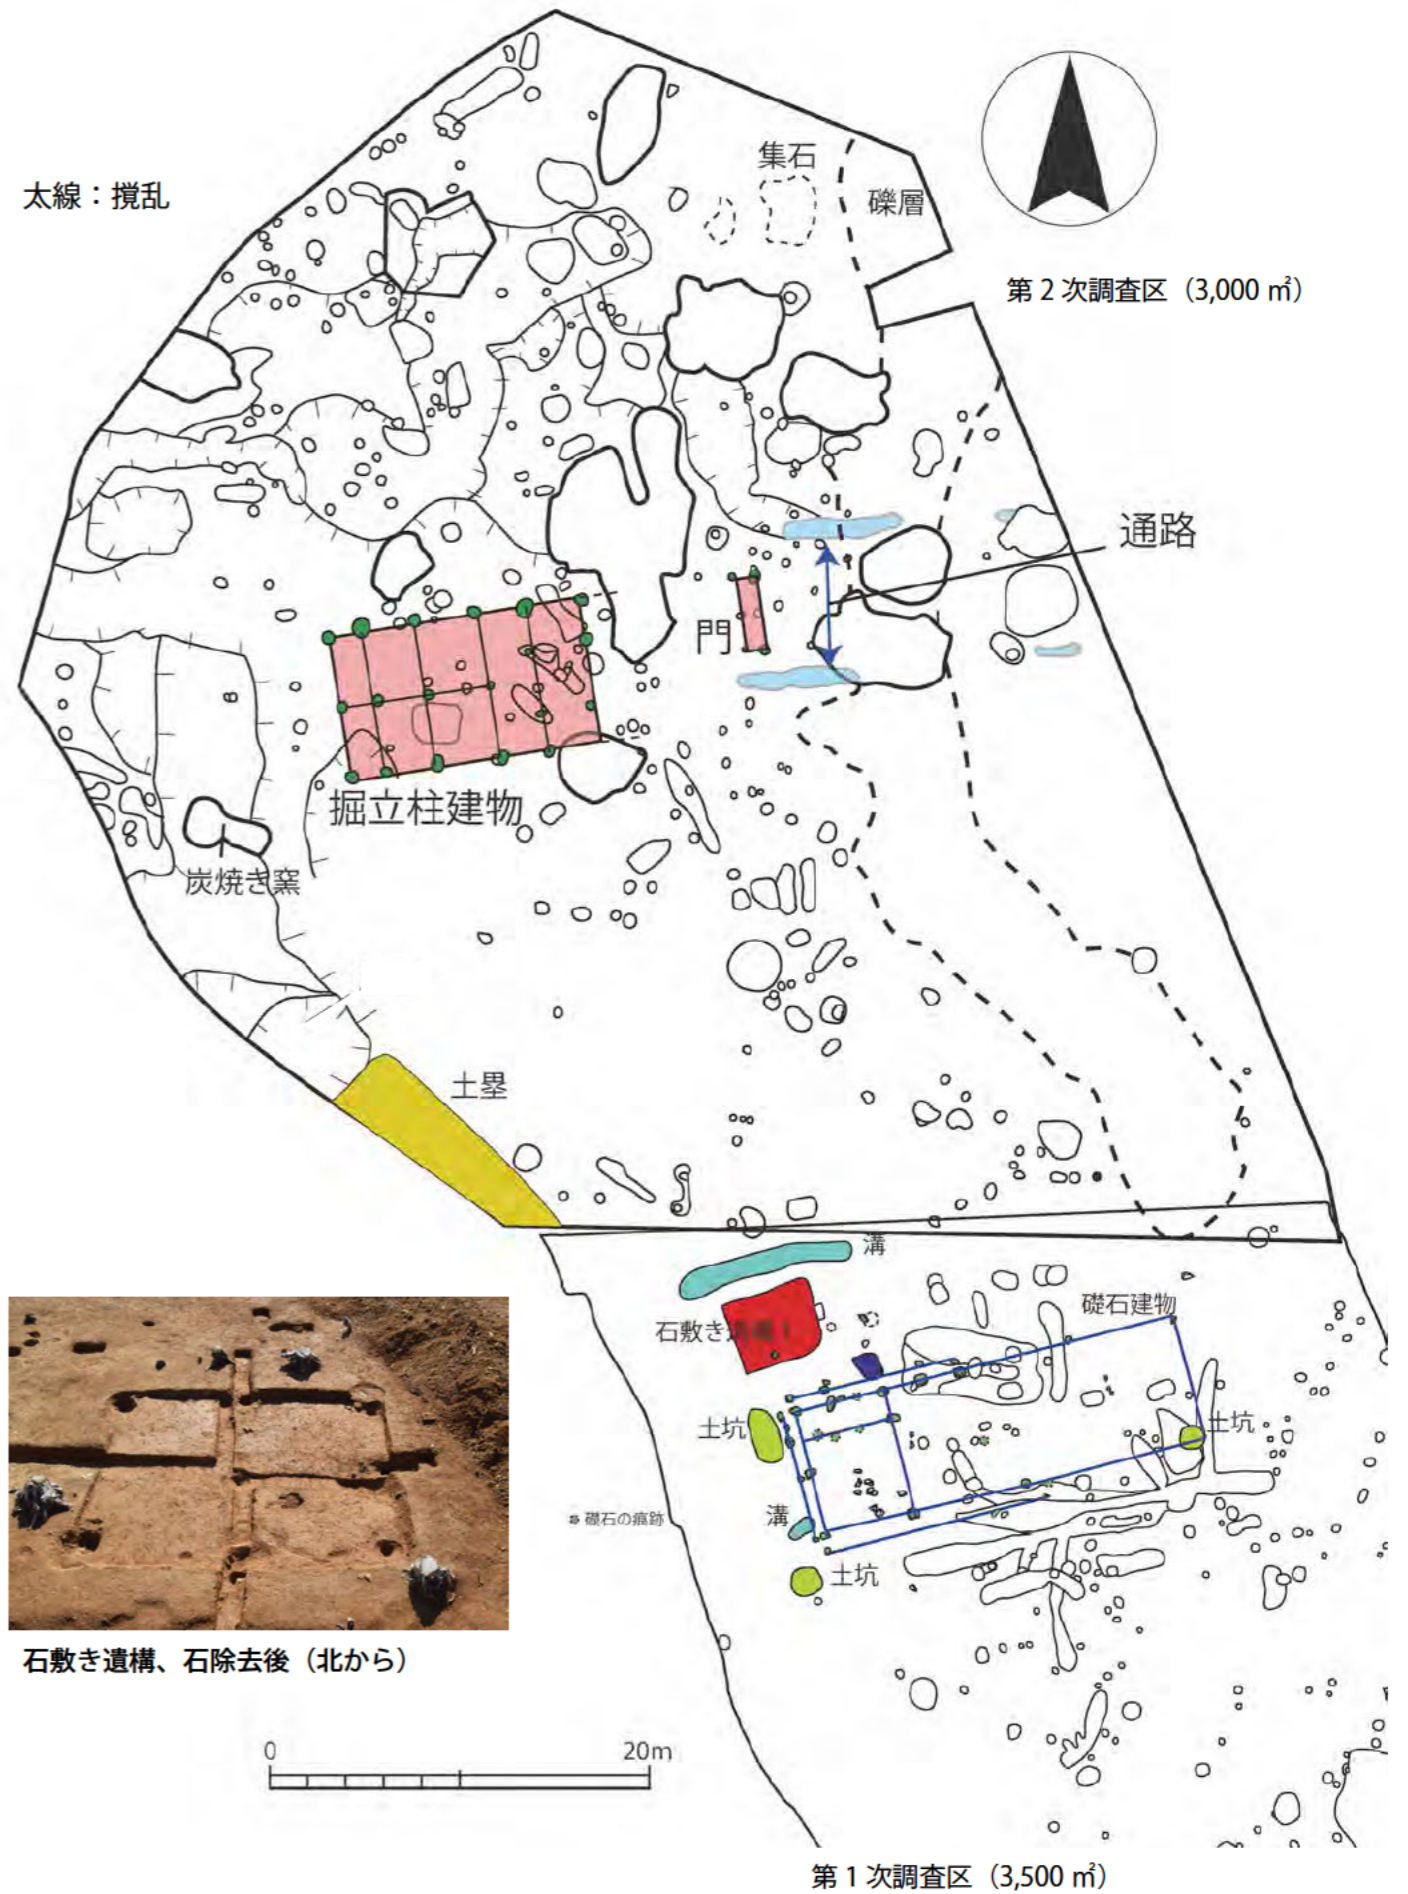 集石
太線：撹乱
礫層
第2次調査区（3,000 ㎡）
通路
門
掘立柱建物
炭焼き窯
土塁
溝
礎石建物
石敷き遺構1
土坑
土坑
礎石の痕跡
溝
土坑
石敷き遺構、石除去後（北から）
0 20m
第1次調査区（3,500 ㎡）